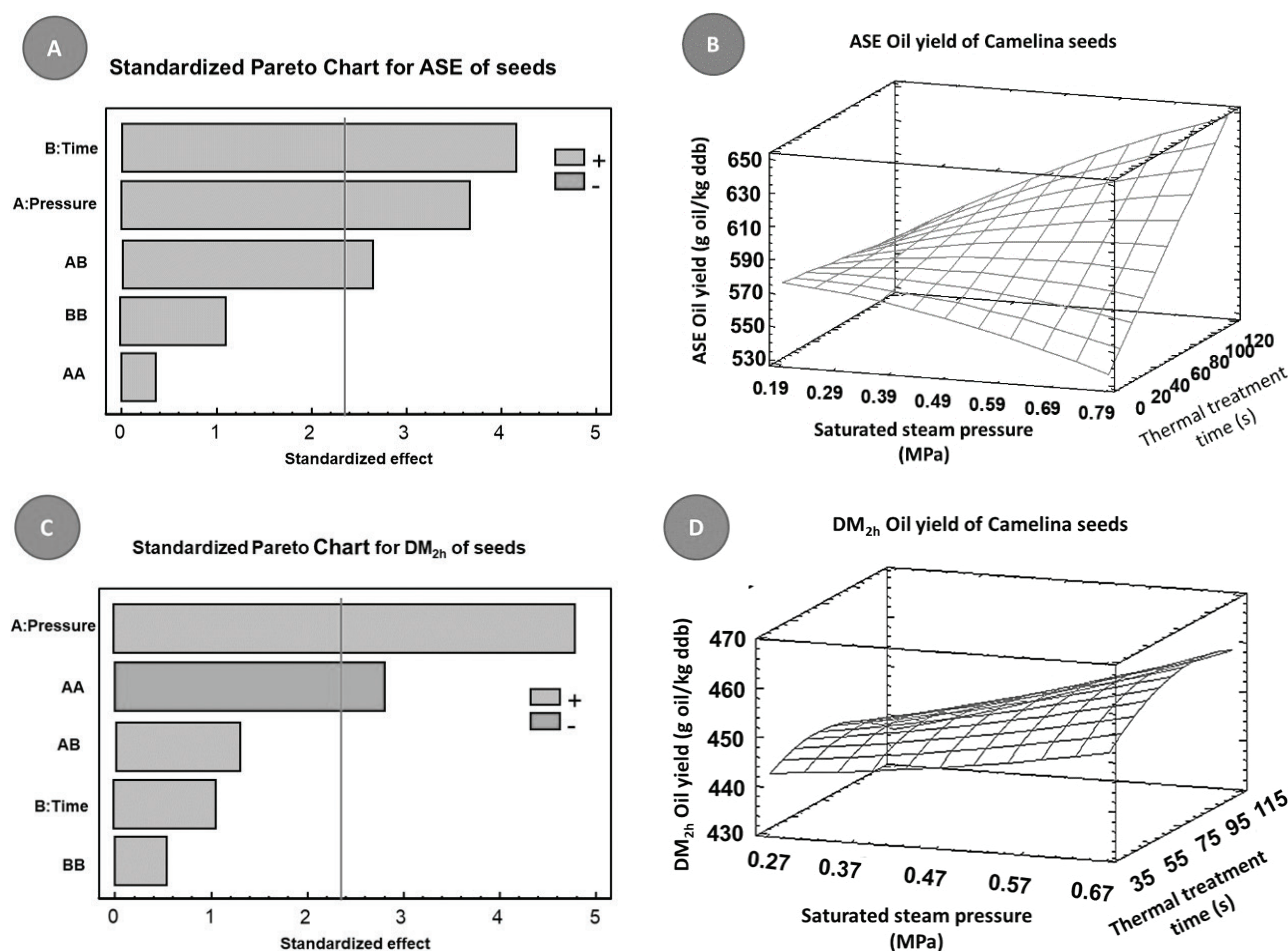 A
Standardized Pareto Chart for ASE of seeds
B:Time
A:Pressure
AB
BB
AA
+
-
0 1 2 3 4 5
Standardized effect
B
ASE Oil yield of Camelina seeds
ASE Oil yield (g oil/kg ddb)
650
630
610
590
570
550
530
0.19 0.29 0.39 0.49 0.59 0.69 0.79
Saturated steam pressure
(MPa)
0 20 40 60 80 100 120
Thermal treatment
time (s)
C
Standardized Pareto Chart for DM2h of seeds
A:Pressure
AA
AB
B:Time
BB
+
-
0 1 2 3 4 5
Standardized effect
D
DM2h Oil yield of Camelina seeds
DM2h Oil yield (g oil/kg ddb)
470
460
450
440
430
0.27 0.37 0.47 0.57 0.67
Saturated steam pressure
(MPa)
35 55 75 95 115
Thermal treatment
time (s)